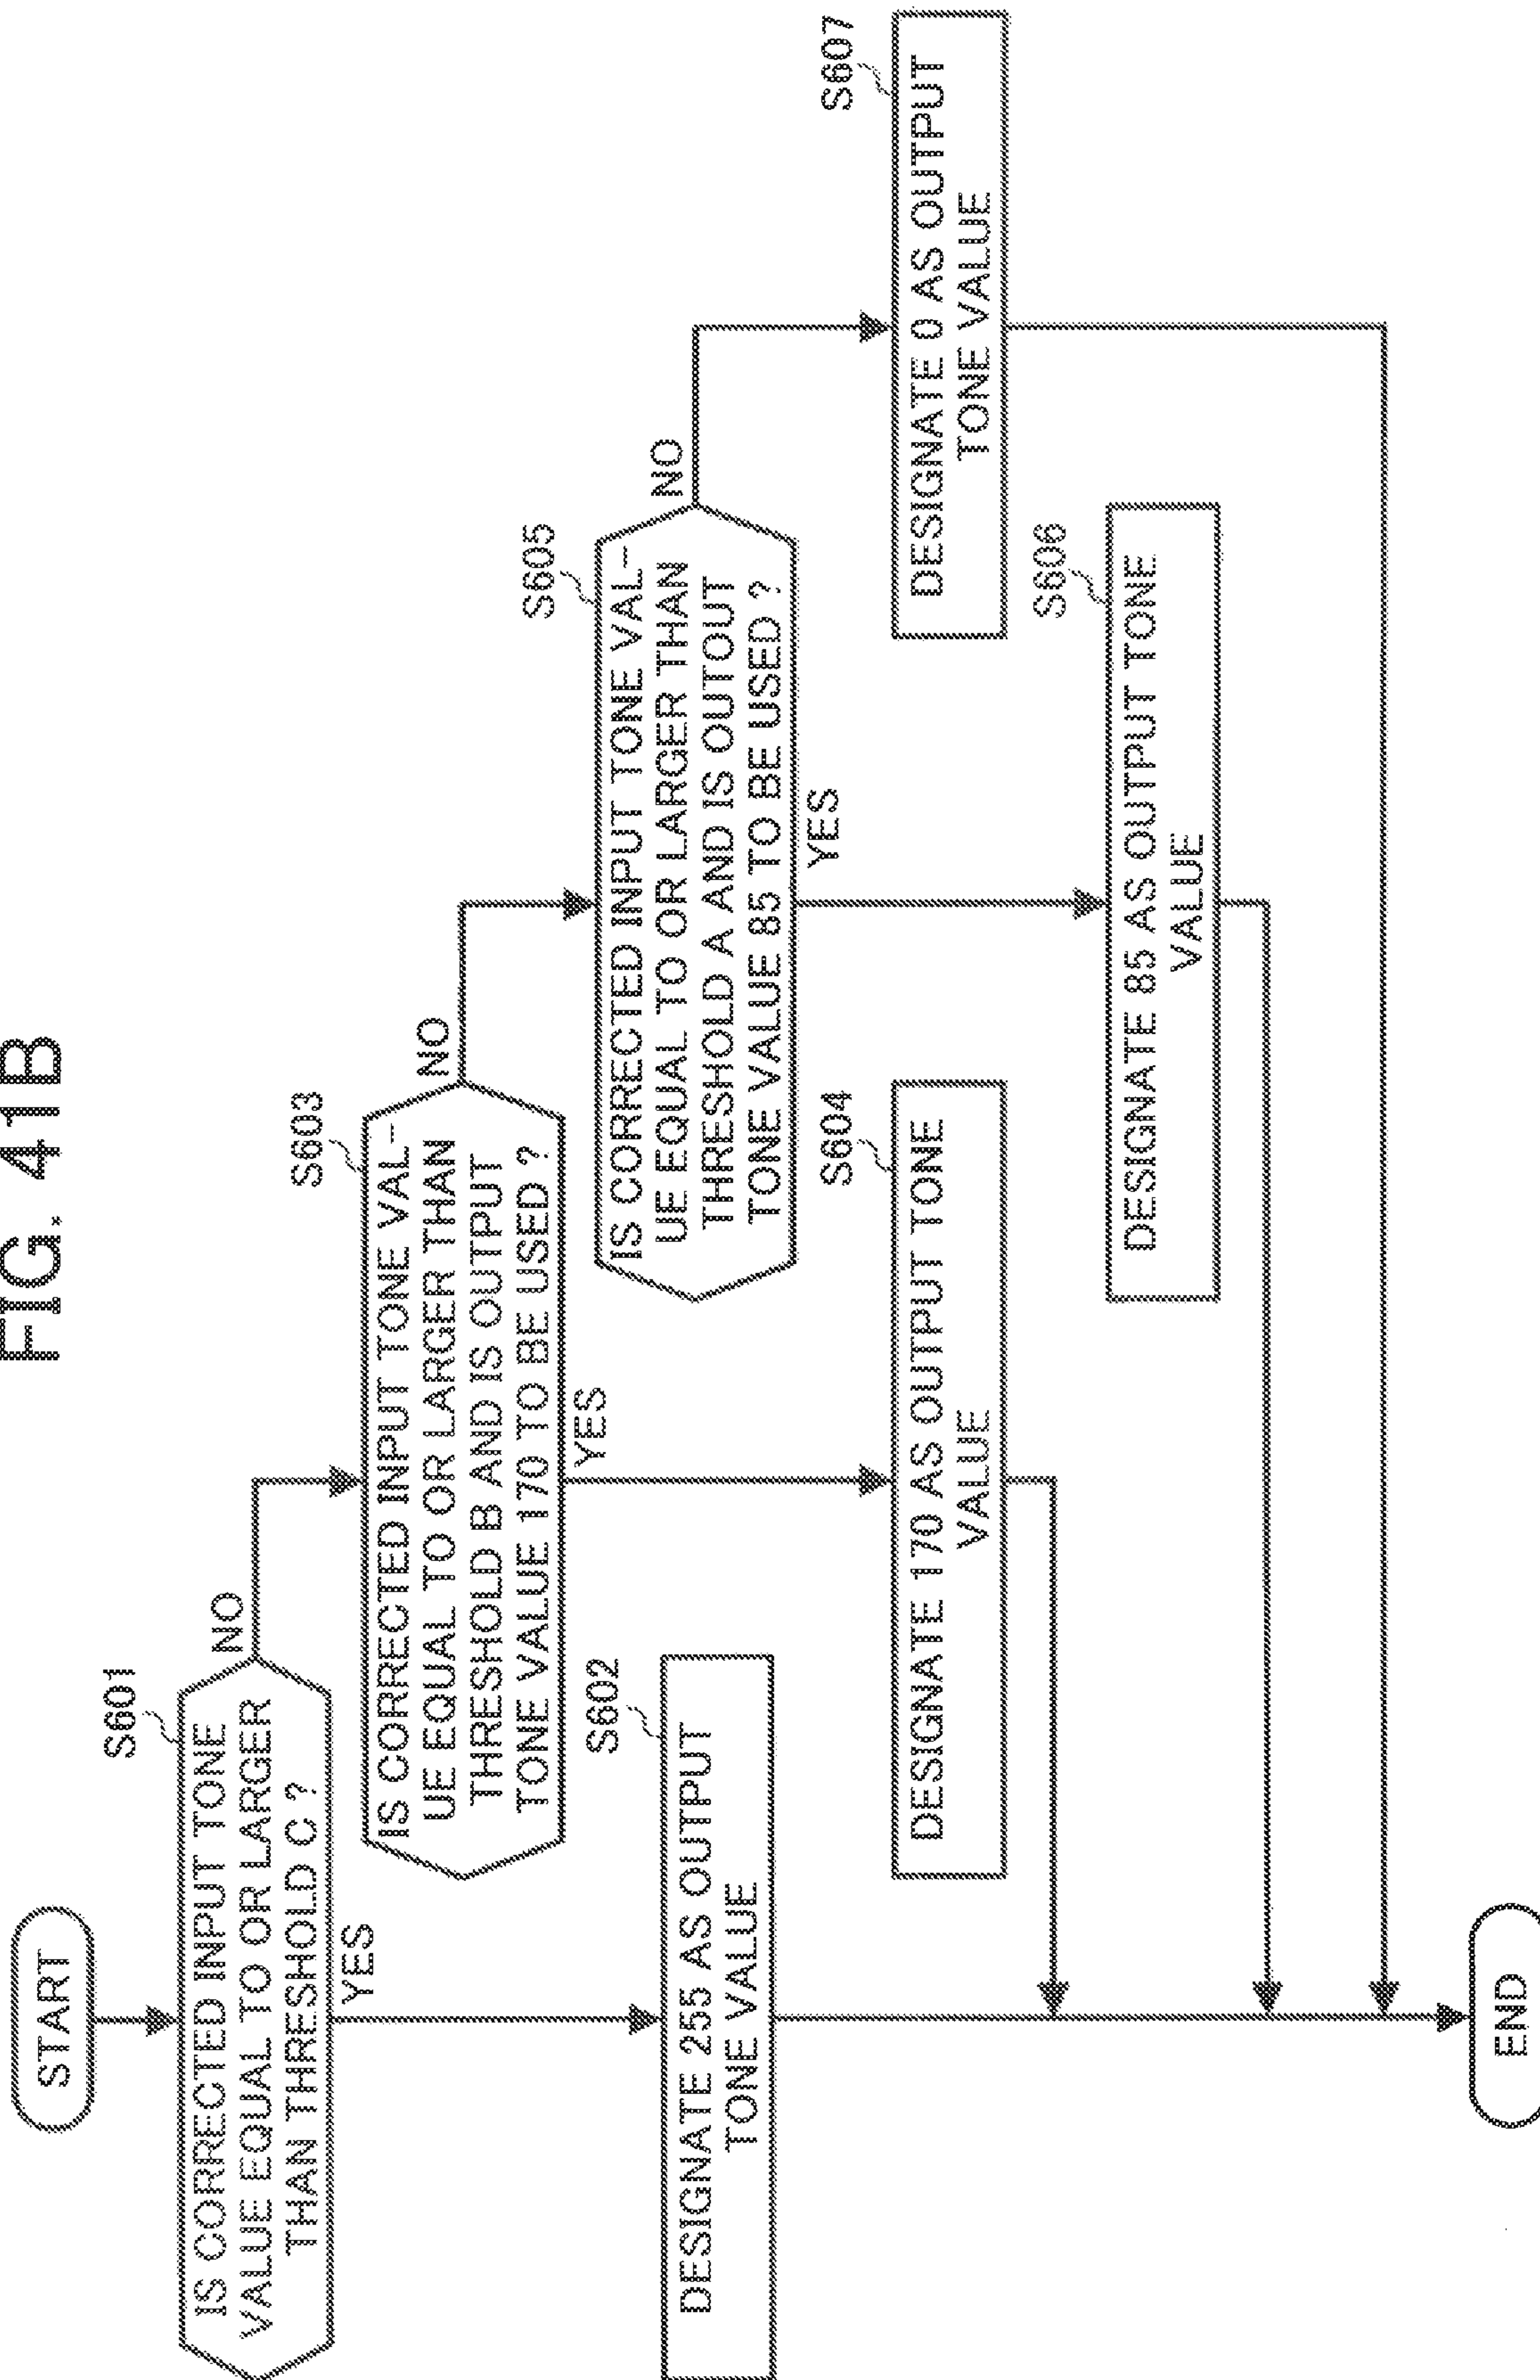 FIG. 41B
START
S601
IS CORRECTED INPUT TONE
VALUE EQUAL TO OR LARGER
THAN THRESHOLD C ?
NO
YES
S603
IS CORRECTED INPUT TONE VAL-
UE EQUAL TO OR LARGER THAN
THRESHOLD B AND IS OUTPUT
TONE VALUE 170 TO BE USED ?
NO
YES
S602
DESIGNATE 255 AS OUTPUT
TONE VALUE
S605
IS CORRECTED INPUT TONE VAL-
UE EQUAL TO OR LARGER THAN
THRESHOLD A AND IS OUTOUT
TONE VALUE 85 TO BE USED ?
NO
YES
S604
DESIGNATE 170 AS OUTPUT TONE
VALUE
S607
DESIGNATE 0 AS OUTPUT
TONE VALUE
S606
DESIGNATE 85 AS OUTPUT TONE
VALUE
END